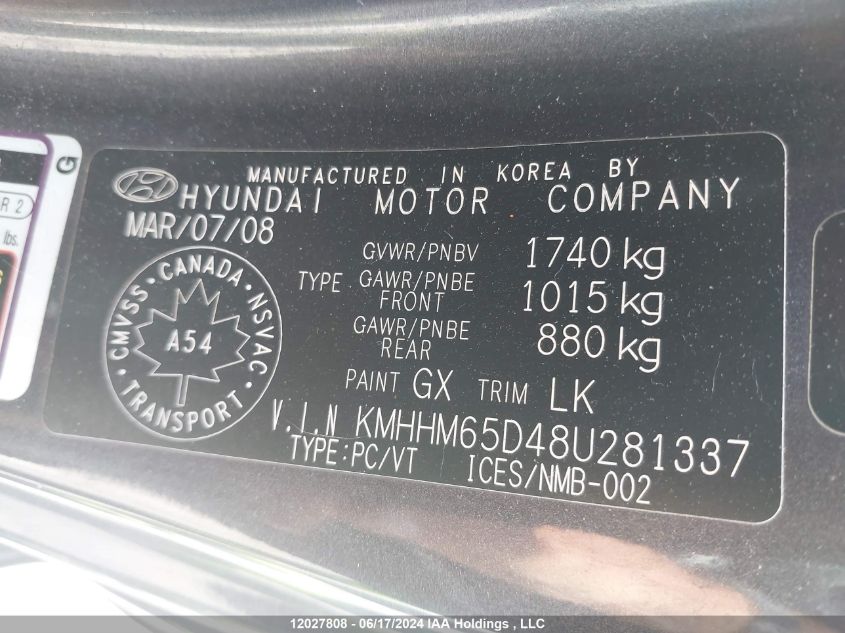 G
R 2
lbs.
MANUFACTURED IN KOREA BY
HYUNDAI MOTOR COMPANY
MAR/07/08
GVWR/PNBV 1740 kg
TYPE GAWR/PNBE FRONT 1015 kg
GAWR/PNBE REAR 880 kg
PAINT GX TRIM LK
CANADA · NSVAC · TRANSPORT · CMVSS ·
A54
V.I.N KMHHM65D48U281337
TYPE:PC/VT ICES/NMB-002
12027808 - 06/17/2024 IAA Holdings , LLC